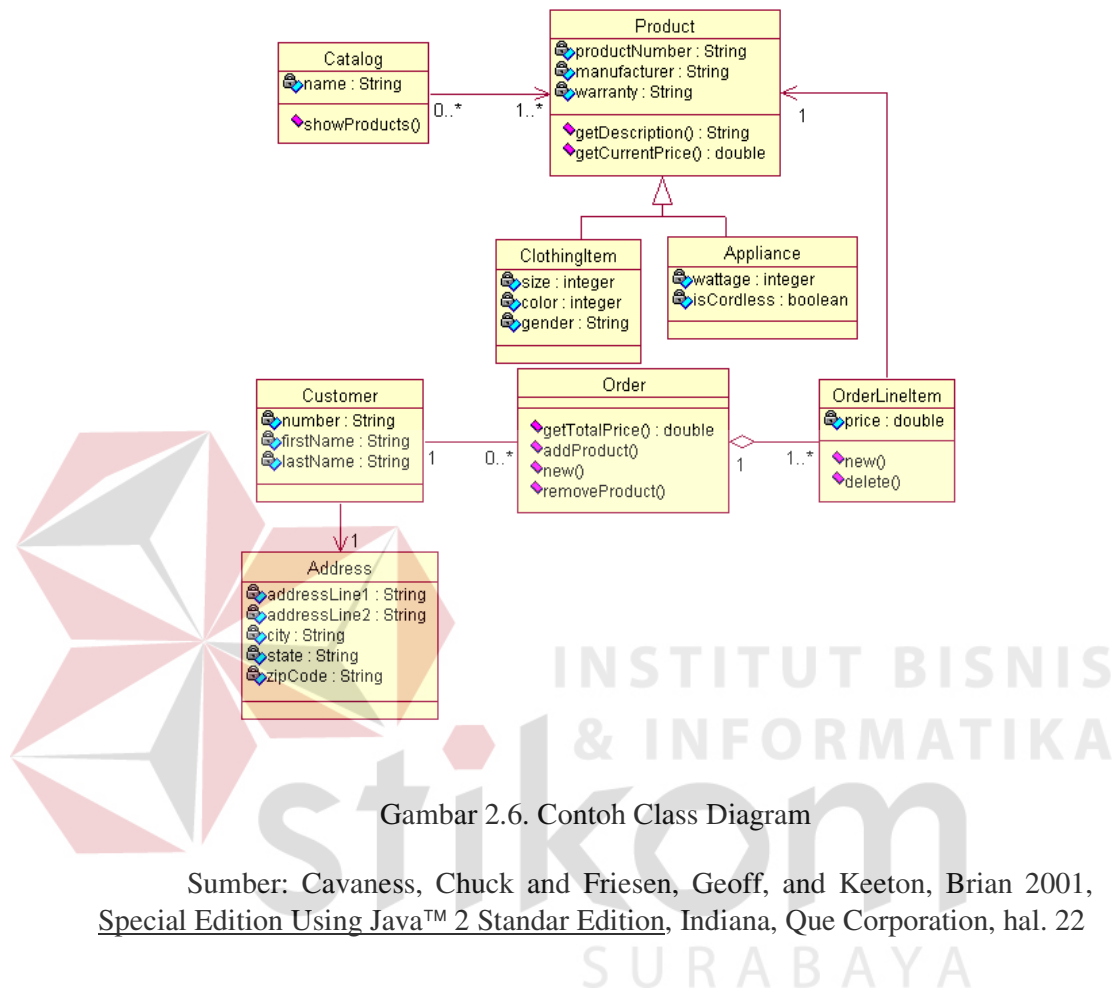 Catalog
name : String
showProducts()
0..*
1..*
Product
productNumber : String
manufacturer : String
warranty : String
getDescription() : String
getCurrentPrice() : double
1
ClothingItem
size : integer
color : integer
gender : String
Appliance
wattage : integer
isCordless : boolean
Customer
number : String
firstName : String
lastName : String
1
0..*
Order
getTotalPrice() : double
addProduct()
new()
removeProduct()
1
1..*
OrderLineItem
price : double
new()
delete()
1
Address
addressLine1 : String
addressLine2 : String
city : String
state : String
zipCode : String
INSTITUT BISNIS
& INFORMATIKA
stikom
SURABAYA
Gambar 2.6. Contoh Class Diagram
Sumber: Cavaness, Chuck and Friesen, Geoff, and Keeton, Brian 2001,
Special Edition Using Java™ 2 Standar Edition, Indiana, Que Corporation, hal. 22